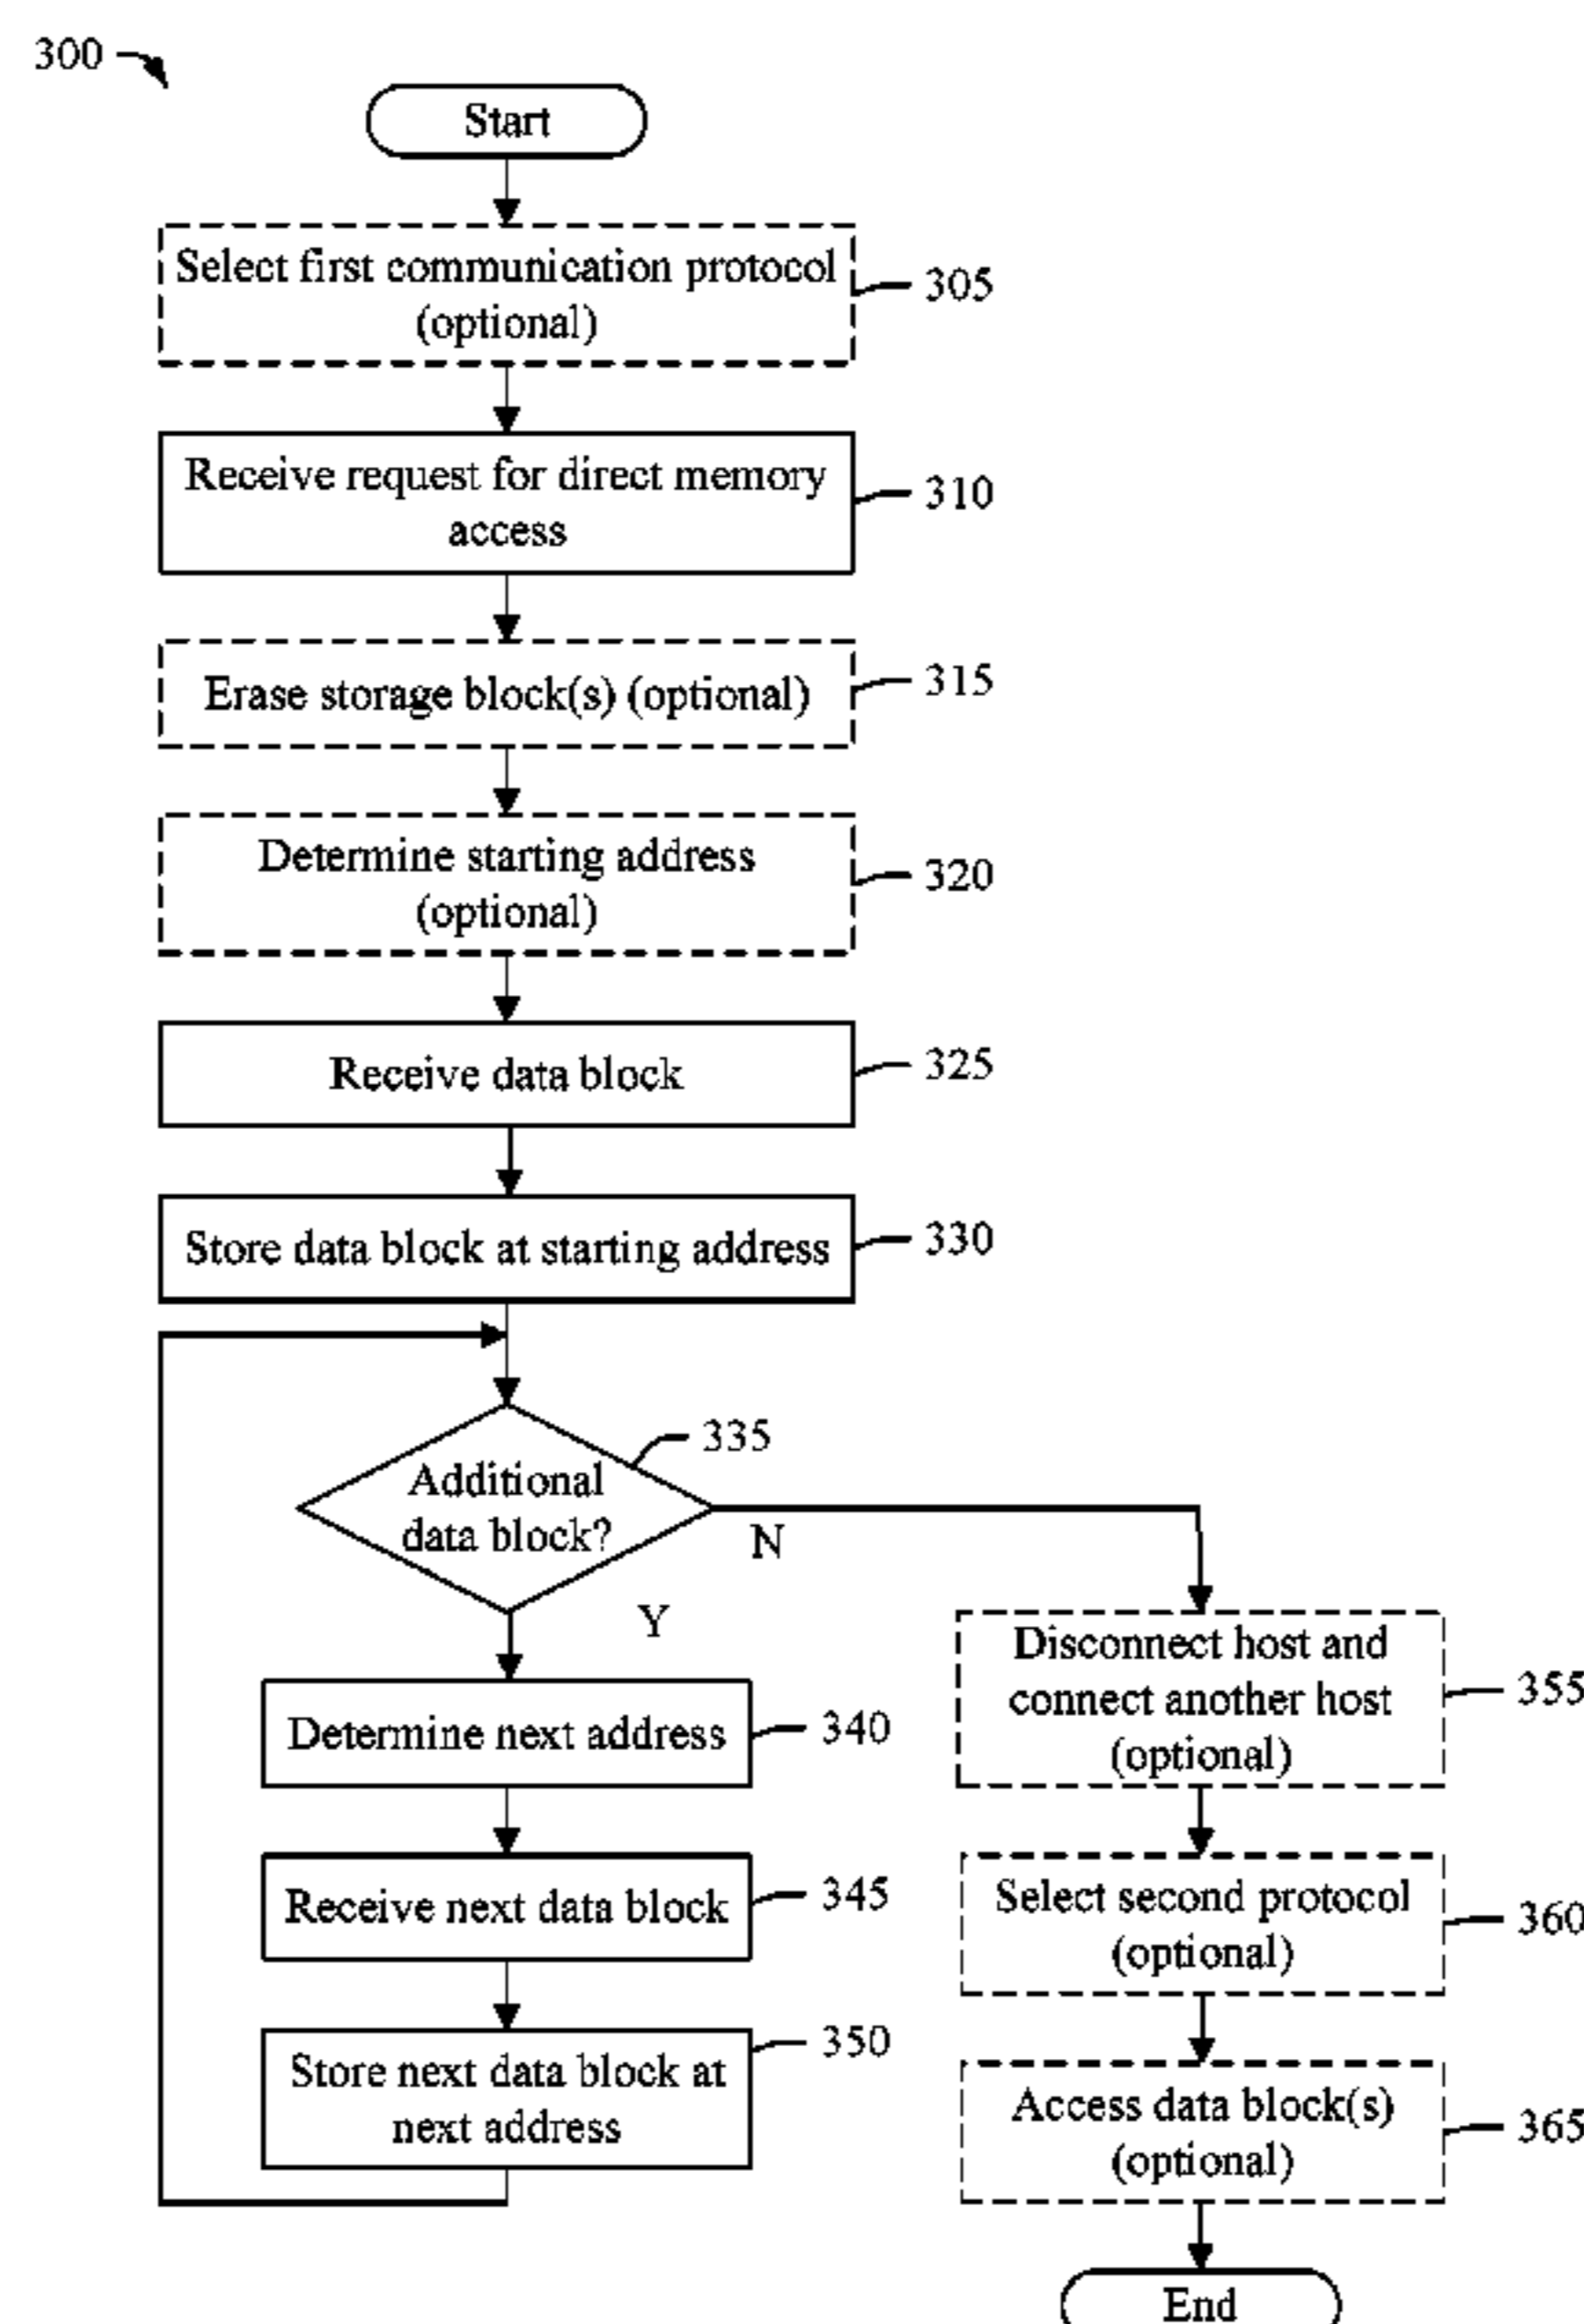 300
Start
Select first communication protocol
(optional)
305
Receive request for direct memory
access
310
Erase storage block(s) (optional)
315
Determine starting address
(optional)
320
Receive data block
325
Store data block at starting address
330
Additional
data block?
335
N
Y
Determine next address
340
Receive next data block
345
Store next data block at
next address
350
Disconnect host and
connect another host
(optional)
355
Select second protocol
(optional)
360
Access data block(s)
(optional)
365
End